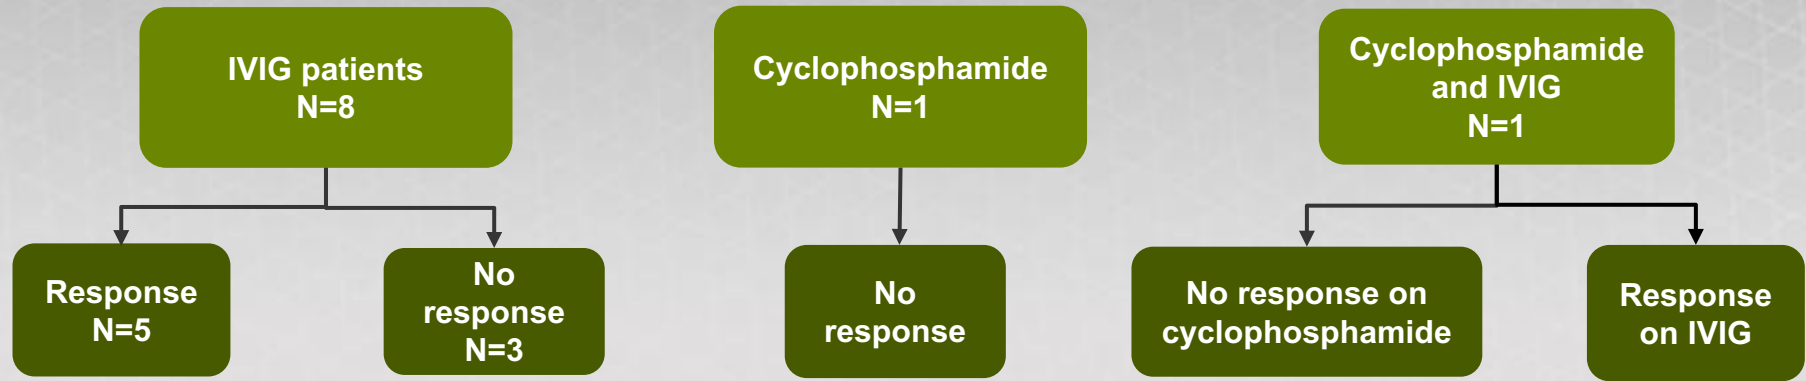 IVIG patients
N=8
Cyclophosphamide
N=1
Cyclophosphamide
and IVIG
N=1
Response
N=5
No
response
N=3
No
response
No response on
cyclophosphamide
Response
on IVIG